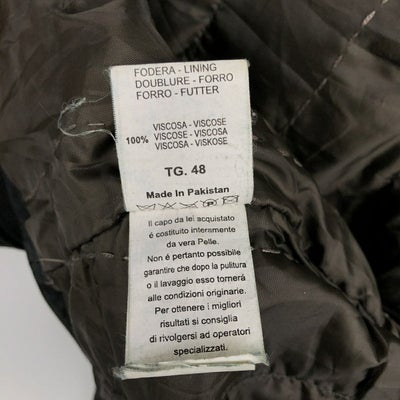 FODERA - LINING
DOUBLURE - FORRO
FORRO - FUTTER
100%
VISCOSA - VISCOSE
VISCOSE - VISCOSA
VISCOSA - VISKOSE
TG. 48
Made In Pakistan
Il capo da lei acquistato
é costituito interamente
da vera Pelle.
Non é pertanto possibile
garantire che dopo la pulitura
o il lavaggio esso tornerá
alle condizioni originarie.
Per ottenere i migliori
risultati si consiglia
di rivolgersi ad operatori
specializzati.